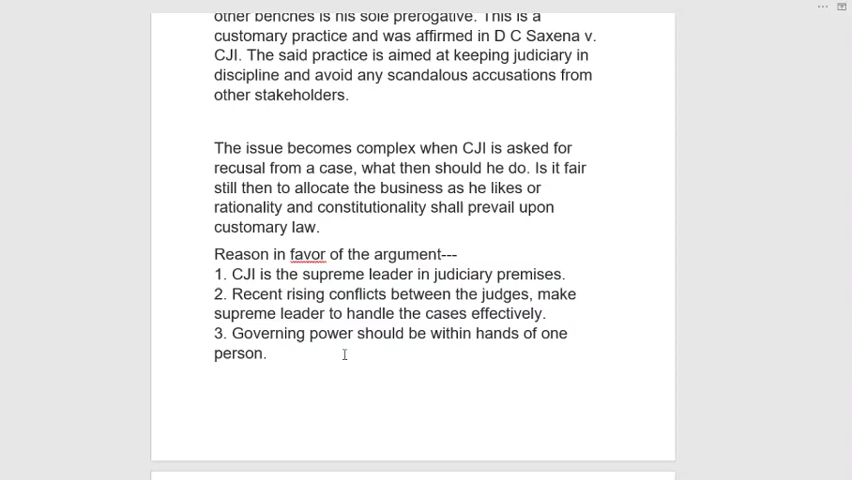 other benches is his sole prerogative. This is a
customary practice and was affirmed in D C Saxena v.
CJI. The said practice is aimed at keeping judiciary in
discipline and avoid any scandalous accusations from
other stakeholders.
The issue becomes complex when CJI is asked for
recusal from a case, what then should he do. Is it fair
still then to allocate the business as he likes or
rationality and constitutionality shall prevail upon
customary law.
Reason in favor of the argument---
1. CJI is the supreme leader in judiciary premises.
2. Recent rising conflicts between the judges, make
supreme leader to handle the cases effectively.
3. Governing power should be within hands of one
person.